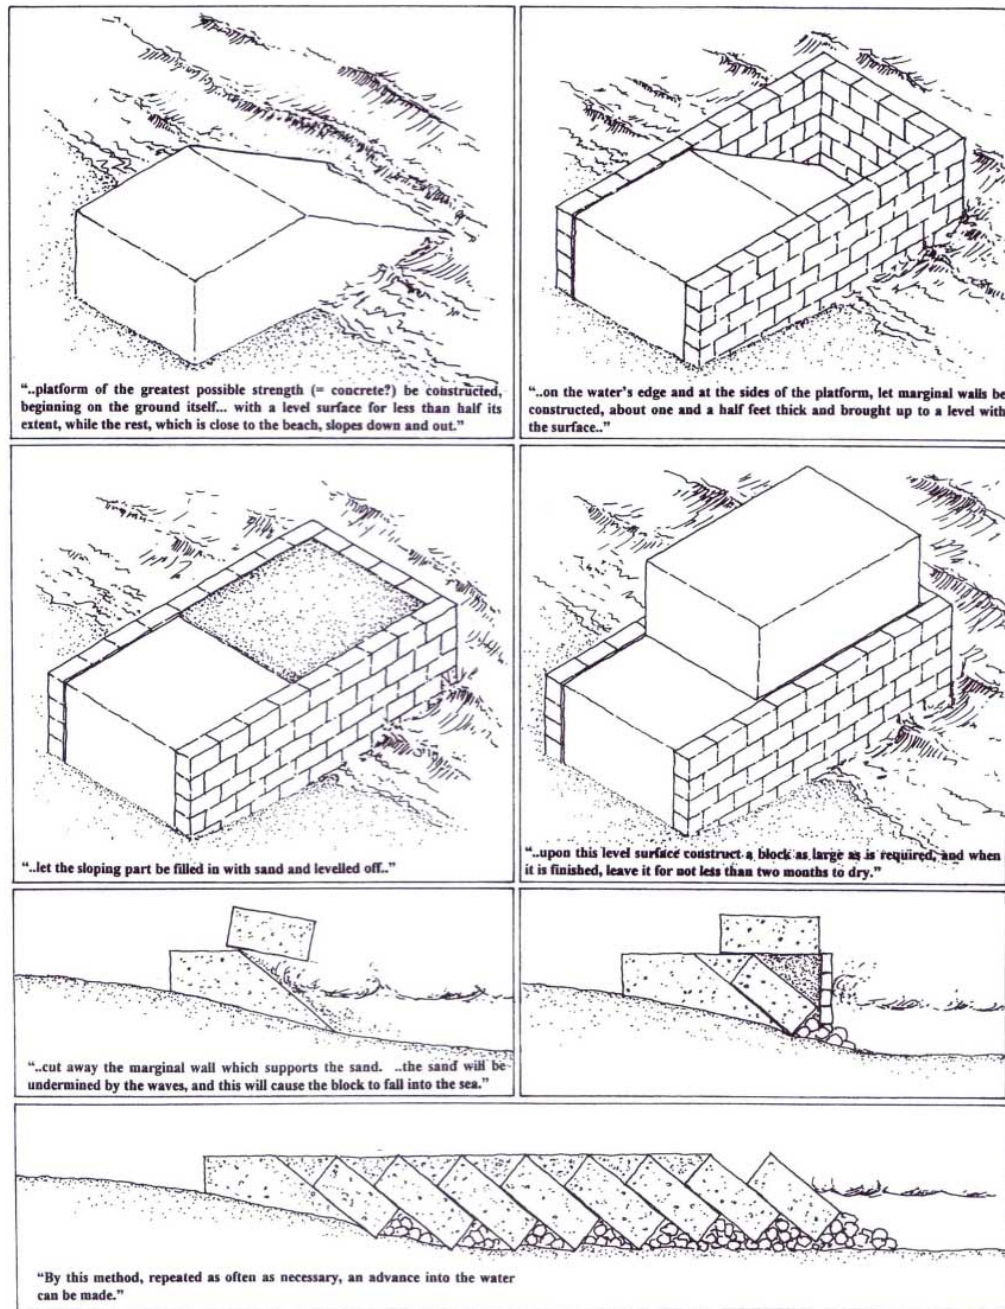 “..platform of the greatest possible strength (= concrete?) be constructed,
beginning on the ground itself... with a level surface for less than half its
extent, while the rest, which is close to the beach, slopes down and out.”
“..on the water's edge and at the sides of the platform, let marginal walls be
constructed, about one and a half feet thick and brought up to a level with
the surface..”
“..let the sloping part be filled in with sand and levelled off..”
“..upon this level surface construct a block as large as is required, and when
it is finished, leave it for not less than two months to dry.”
“..cut away the marginal wall which supports the sand. ..the sand will be
undermined by the waves, and this will cause the block to fall into the sea.”
“By this method, repeated as often as necessary, an advance into the water
can be made.”